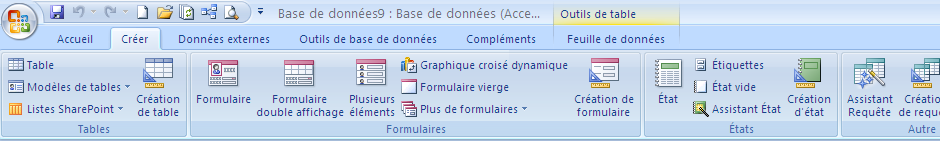 Base de données9 : Base de données (Acce...
Outils de table
Accueil
Créer
Données externes
Outils de base de données
Compléments
Feuille de données
Table
Modèles de tables
Listes SharePoint
Création
de table
Tables
Formulaire
Formulaire
double affichage
Plusieurs
éléments
Graphique croisé dynamique
Formulaire vierge
Plus de formulaires
Création de
formulaire
Formulaires
État
Étiquettes
État vide
Assistant État
Création
d'état
États
Assistant
Requête
Création
de requ
Autre